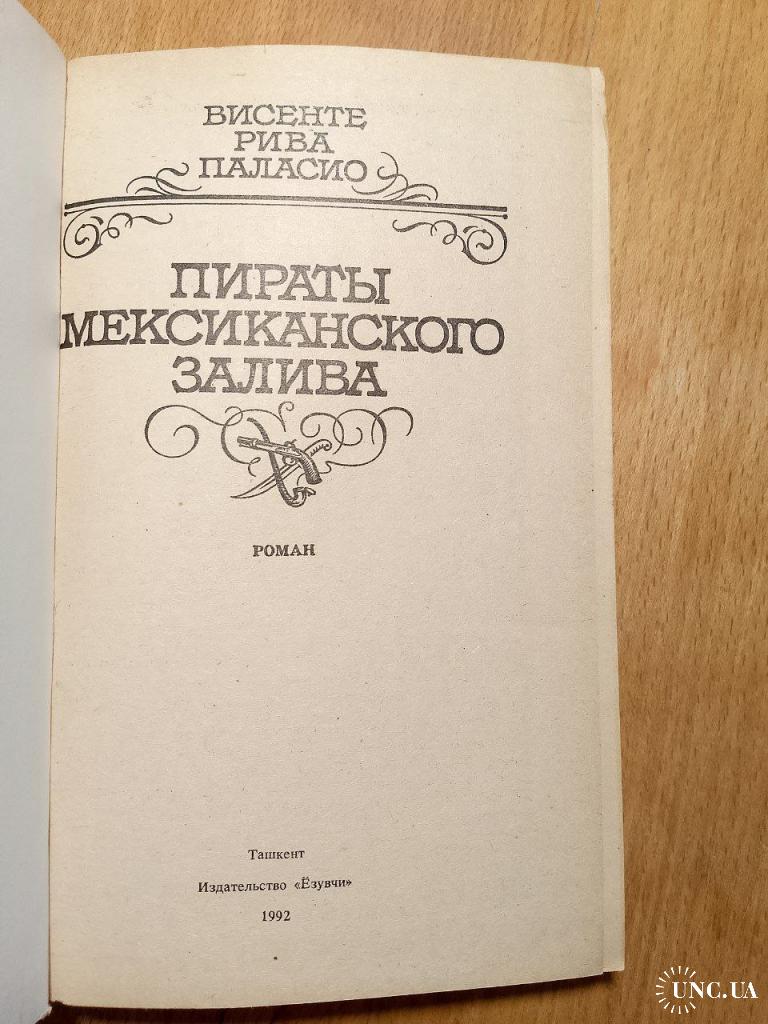 ВИСЕНТЕ
РИВА
ПАЛАСИО
ПИРАТЫ
МЕКСИКАНСКОГО
ЗАЛИВА
РОМАН
Ташкент
Издательство «Ёзувчи»
1992
UNC.UA